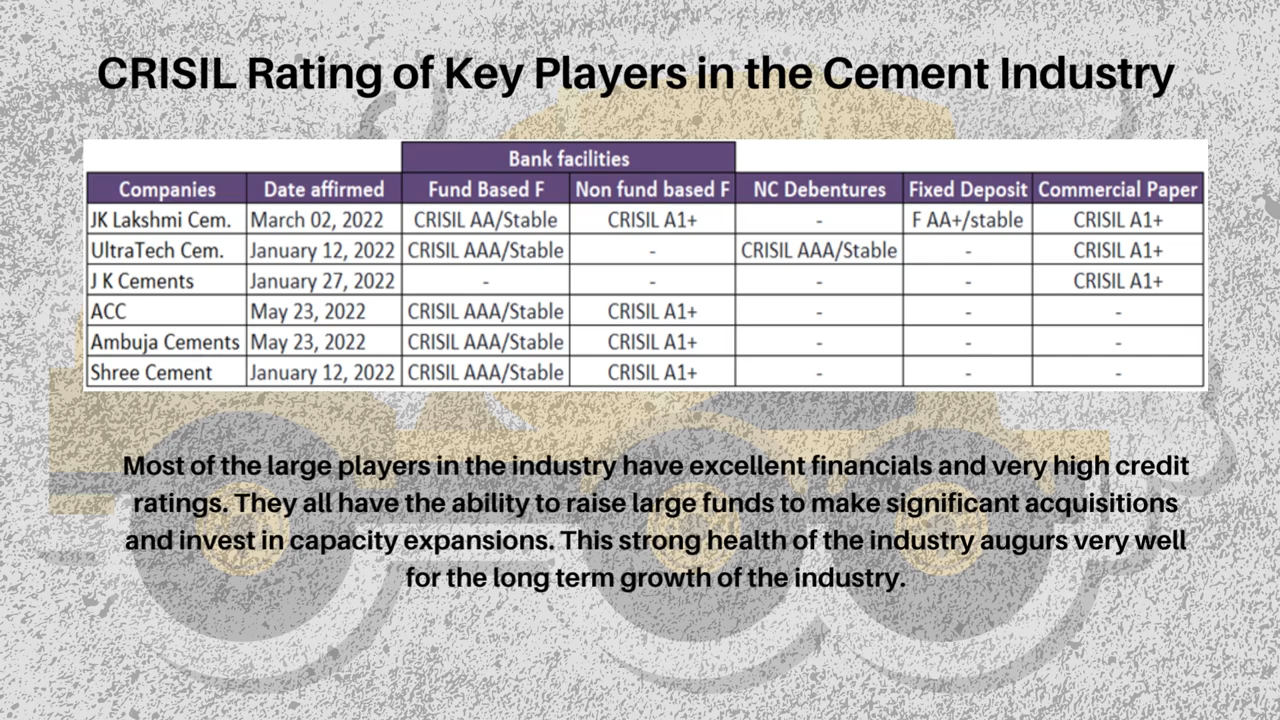 CRISIL Rating of Key Players in the Cement Industry
Bank facilities
Companies Date affirmed Fund Based F Non fund based F NC Debentures Fixed Deposit Commercial Paper
JK Lakshmi Cem. March 02, 2022 CRISIL AA/Stable CRISIL A1+ - F AA+/stable CRISIL A1+
UltraTech Cem. January 12, 2022 CRISIL AAA/Stable - CRISIL AAA/Stable - CRISIL A1+
J K Cements January 27, 2022 - - - - CRISIL A1+
ACC May 23, 2022 CRISIL AAA/Stable CRISIL A1+ - - -
Ambuja Cements May 23, 2022 CRISIL AAA/Stable CRISIL A1+ - - -
Shree Cement January 12, 2022 CRISIL AAA/Stable CRISIL A1+ - - -
Most of the large players in the industry have excellent financials and very high credit
ratings. They all have the ability to raise large funds to make significant acquisitions
and invest in capacity expansions. This strong health of the industry augurs very well
for the long term growth of the industry.